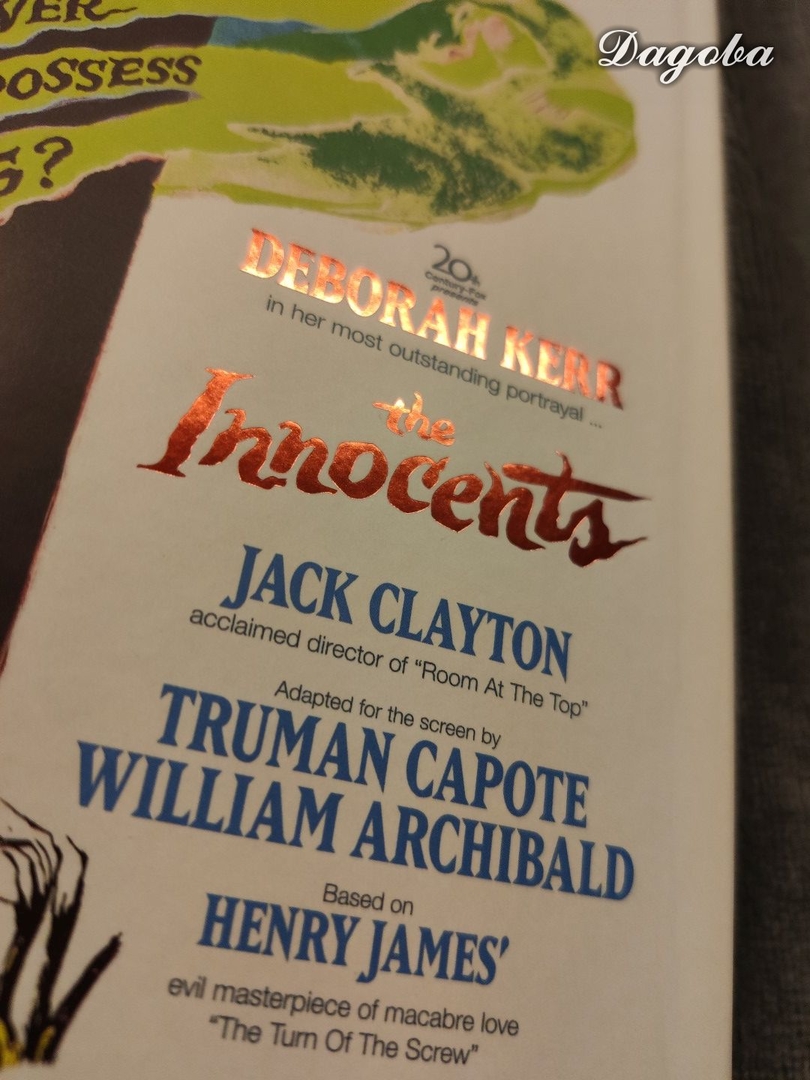 Dagoba
POSSESS
?
20th
Century-Fox
presents
DEBORAH KERR
in her most outstanding portrayal ...
the
Innocents
JACK CLAYTON
acclaimed director of “Room At The Top”
Adapted for the screen by
TRUMAN CAPOTE
WILLIAM ARCHIBALD
Based on
HENRY JAMES’
evil masterpiece of macabre love
“The Turn Of The Screw”